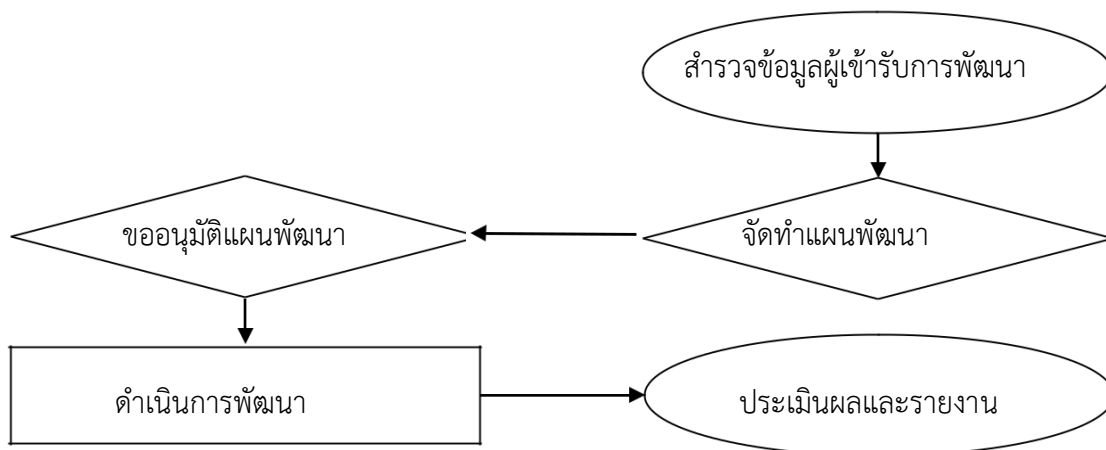 สำรวจข้อมูลผู้เข้ารับการพัฒนา
จัดทำแผนพัฒนา
ขออนุมัติแผนพัฒนา
ดำเนินการพัฒนา
ประเมินผลและรายงาน